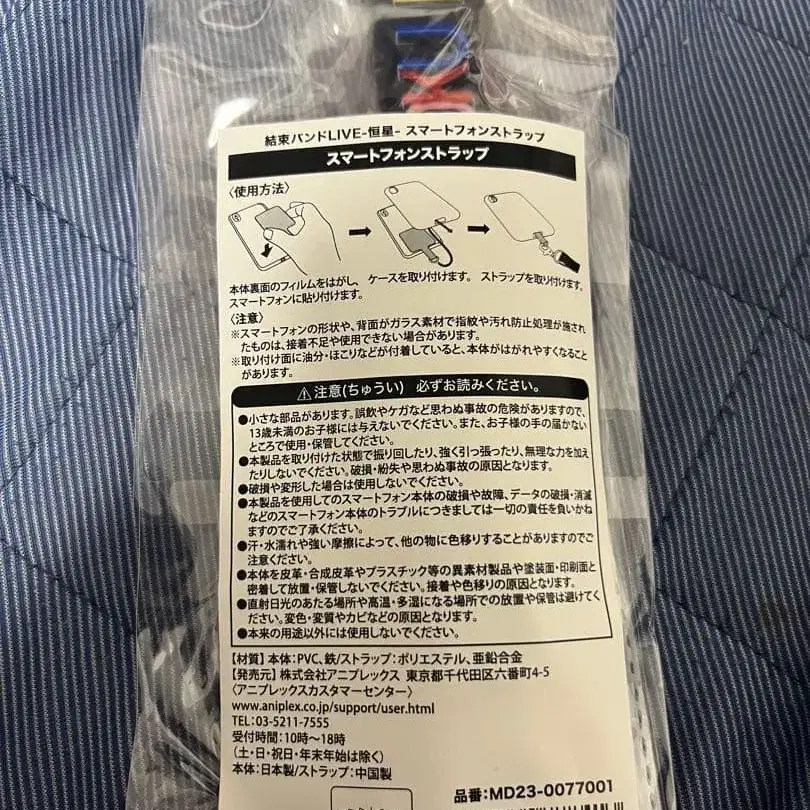 結束バンドLIVE-恒星- スマートフォンストラップ
スマートフォンストラップ
〈使用方法〉
本体裏面のフィルムをはがし、 ケースを取り付けます。 ストラップを取り付けます。
スマートフォンに貼り付けます。
〈注意〉
※スマートフォンの形状や、背面がガラス素材で指紋や汚れ防止処理が施され
たものは、接着不足や使用できない場合があります。
※取り付け面に油分・ほこりなどが付着していると、本体がはがれやすくなること
があります。
⚠注意(ちゅうい) 必ずお読みください。
●小さな部品があります。誤飲やケガなど思わぬ事故の危険がありますので、
13歳未満のお子様には与えないでください。また、お子様の手の届かない
ところで使用・保管してください。
●本製品を取り付けた状態で振り回したり、強く引っ張ったり、無理な力を加え
たりしないでください。破損・紛失や思わぬ事故の原因となります。
●破損や変形した場合は使用しないでください。
●本製品を使用してのスマートフォン本体の破損や故障、データの破損・消滅
などのスマートフォン本体のトラブルにつきましては一切の責任を負いかね
ますのでご了承ください。
●汗・水濡れや強い摩擦によって、他の物に色移りすることがありますのでご
注意ください。
●本体を皮革・合成皮革やプラスチック等の異素材製品や塗装面・印刷面と
密着して放置・保管しないでください。接着や色移りの原因となります。
●直射日光のあたる場所や高温・多湿になる場所での放置や保管は避けてく
ださい。変色・変質やカビなどの原因となります。
●本来の用途以外には使用しないでください。
【材質】本体:PVC、鉄/ストラップ:ポリエステル、亜鉛合金
【発売元】株式会社アニプレックス 東京都千代田区六番町4-5
〈アニプレックスカスタマーセンター〉
www.aniplex.co.jp/support/user.html
TEL:03-5211-7555
受付時間:10時～18時
(土・日・祝日・年末年始は除く)
本体:日本製/ストラップ:中国製
品番:MD23-0077001